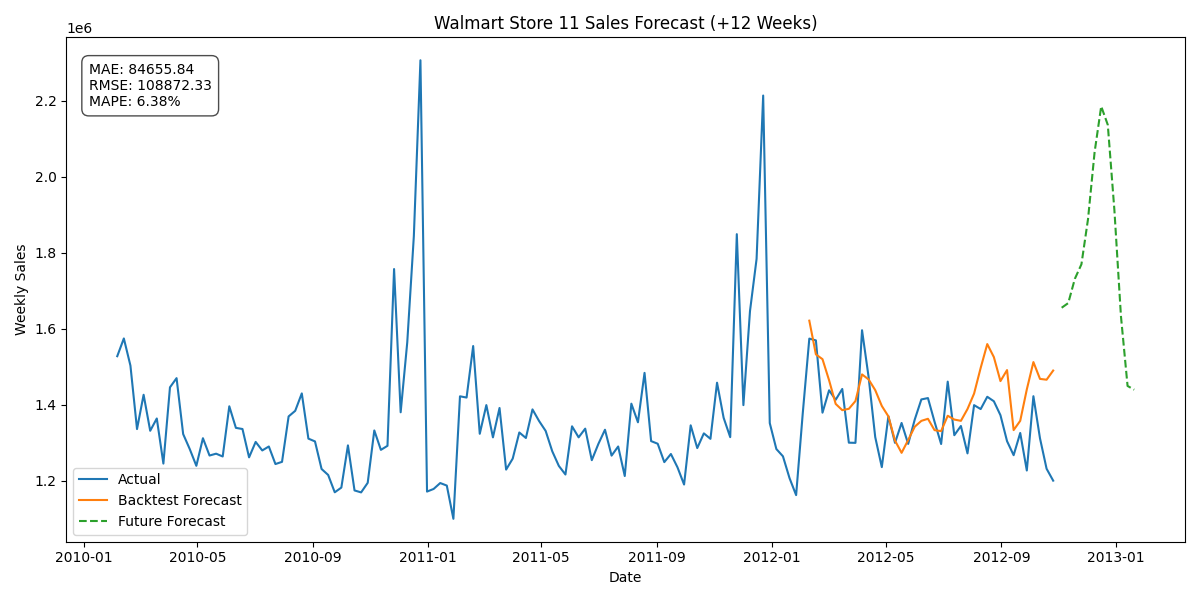 Walmart Store 11 Sales Forecast (+12 Weeks)
1e6
MAE: 84655.84
RMSE: 108872.33
MAPE: 6.38%
2.2
2.0
1.8
1.6
1.4
1.2
Weekly Sales
Actual
Backtest Forecast
Future Forecast
2010-01 2010-05 2010-09 2011-01 2011-05 2011-09 2012-01 2012-05 2012-09 2013-01
Date